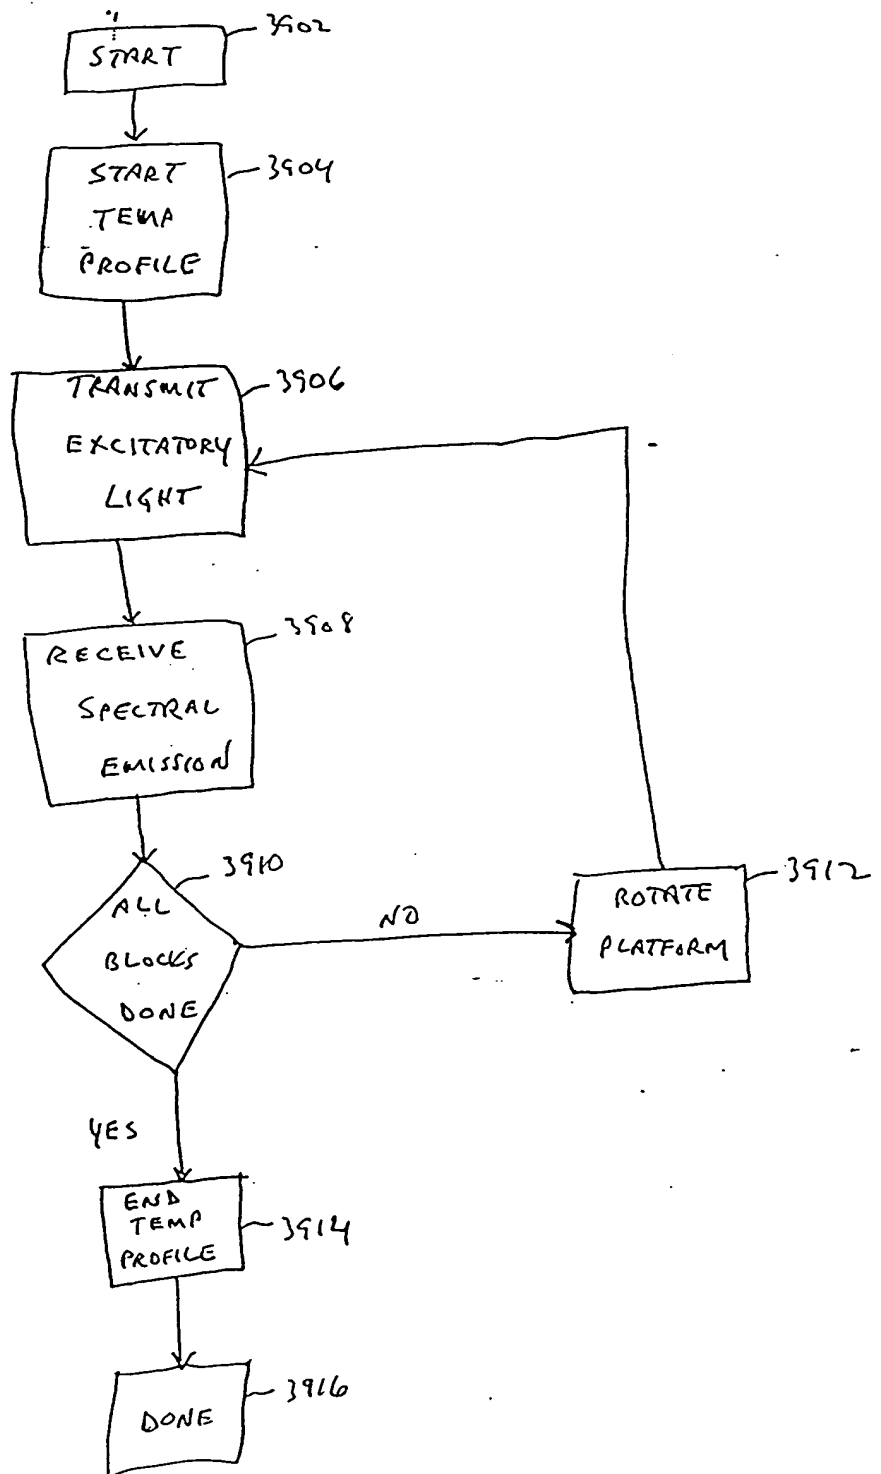 3902
START
START
TEMP
PROFILE
3904
TRANSMIT
EXCITATORY
LIGHT
3906
RECEIVE
SPECTRAL
EMISSION
3908
ALL
BLOCKS
DONE
3910
NO
ROTATE
PLATFORM
3912
YES
END
TEMP
PROFILE
3914
DONE
3916